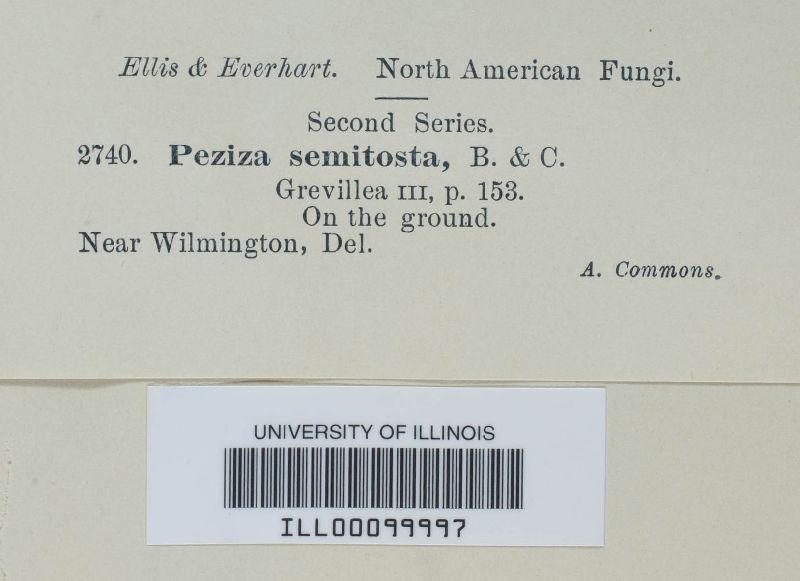 Ellis & Everhart. North American Fungi.
Second Series.
2740. Peziza semitosta, B. & C.
Grevillea III, p. 153.
On the ground.
Near Wilmington, Del.
A. Commons.
UNIVERSITY OF ILLINOIS
ILL00099997